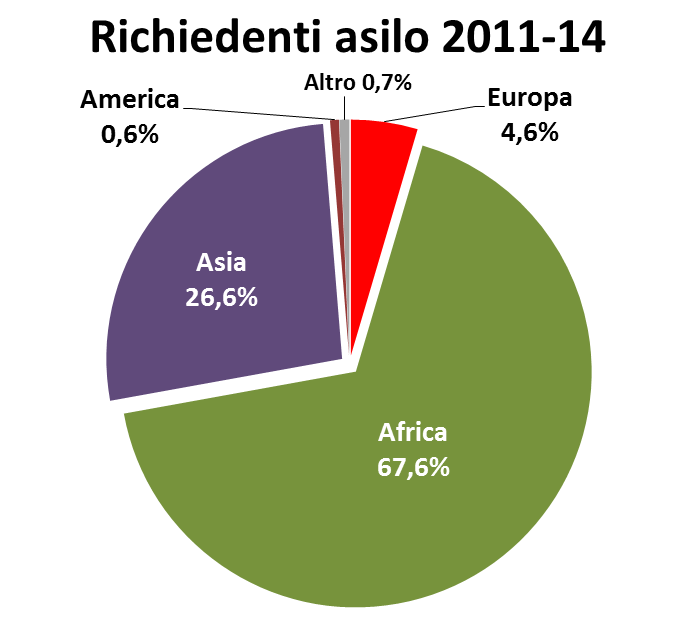 Richiedenti asilo 2011-14
Altro 0,7%
America
0,6%
Europa
4,6%
Asia
26,6%
Africa
67,6%